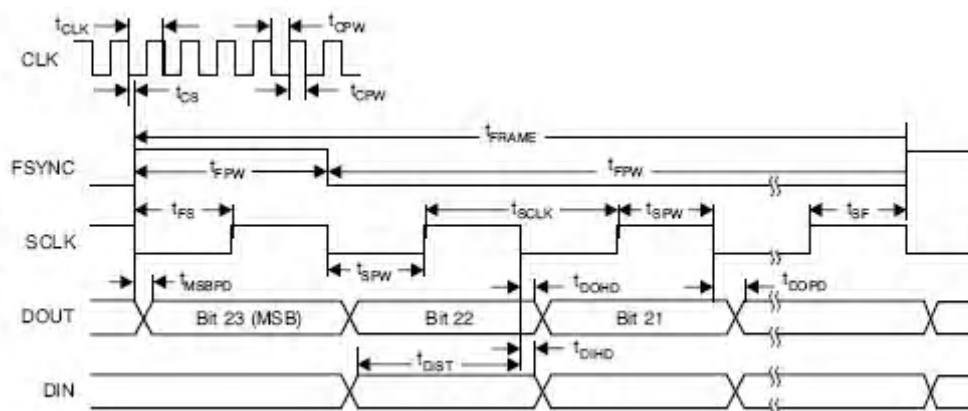 tCLK tCPW
CLK
tCS tCPW
tFRAME
FSYNC tFPW tFPW
tFS tSCLK tSPW tSF
SCLK
tSPW
tMSBPD tDOHD tDOPD
DOUT Bit 23 (MSB) Bit 22 Bit 21
tDIST tDIHD
DIN